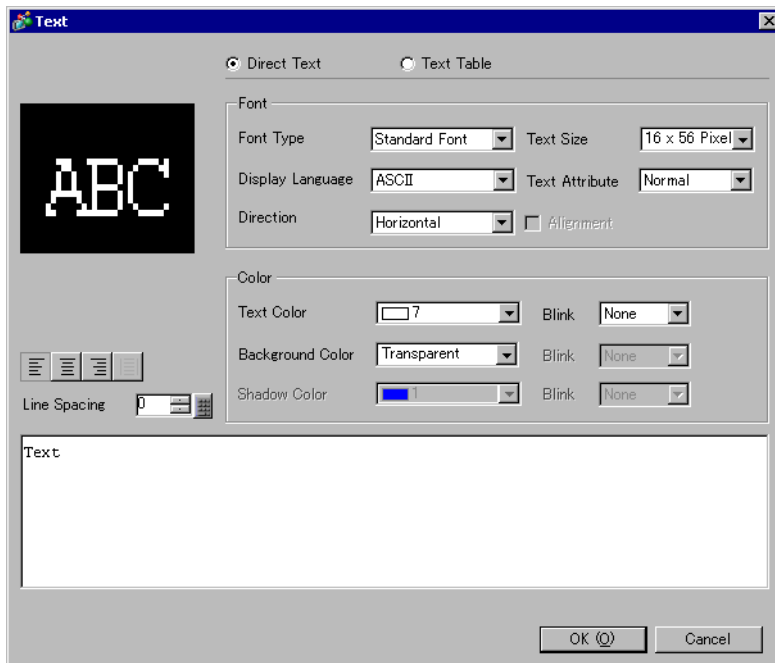 Text
Direct Text
Text Table
ABC
Font
Font Type
Standard Font
Text Size
16 x 56 Pixel
Display Language
ASCII
Text Attribute
Normal
Direction
Horizontal
Alignment
Color
Text Color
7
Blink
None
Background Color
Transparent
Blink
None
Shadow Color
1
Blink
None
Line Spacing
0
Text
OK (O)
Cancel